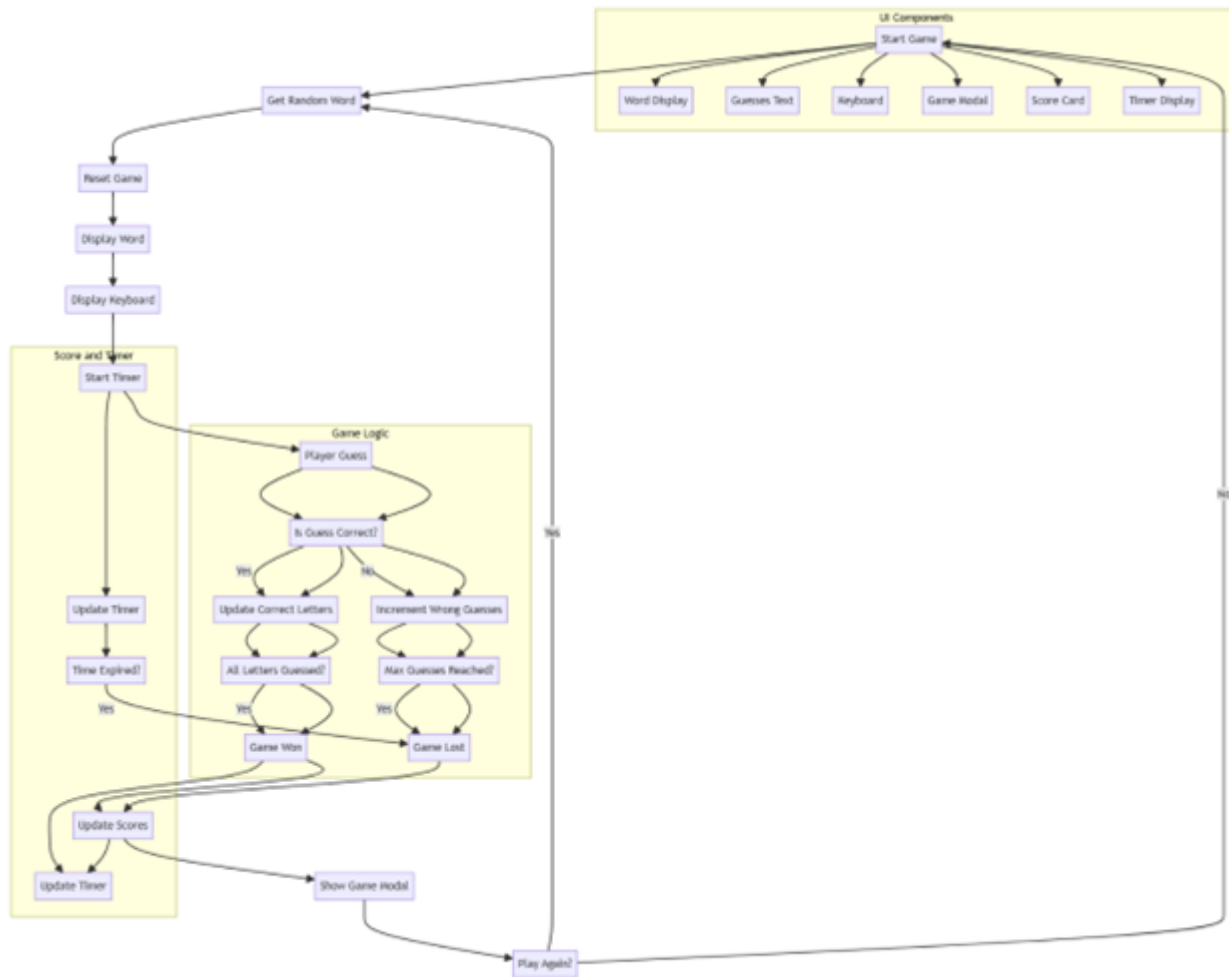 UI Components
Start Game
Get Random Word
Word Display
Guesses Text
Keyboard
Game Modal
Score Card
Timer Display
Reset Game
Display Word
Display Keyboard
Score and Timer
Start Timer
Game Logic
Player Guess
No
Is Guess Correct?
Yes
Yes
No
Update Timer
Update Correct Letters
Increment Wrong Guesses
Time Expired?
All Letters Guessed?
Max Guesses Reached?
Yes
Yes
Yes
Game Won
Game Lost
Update Scores
Update Timer
Show Game Modal
Play Again?